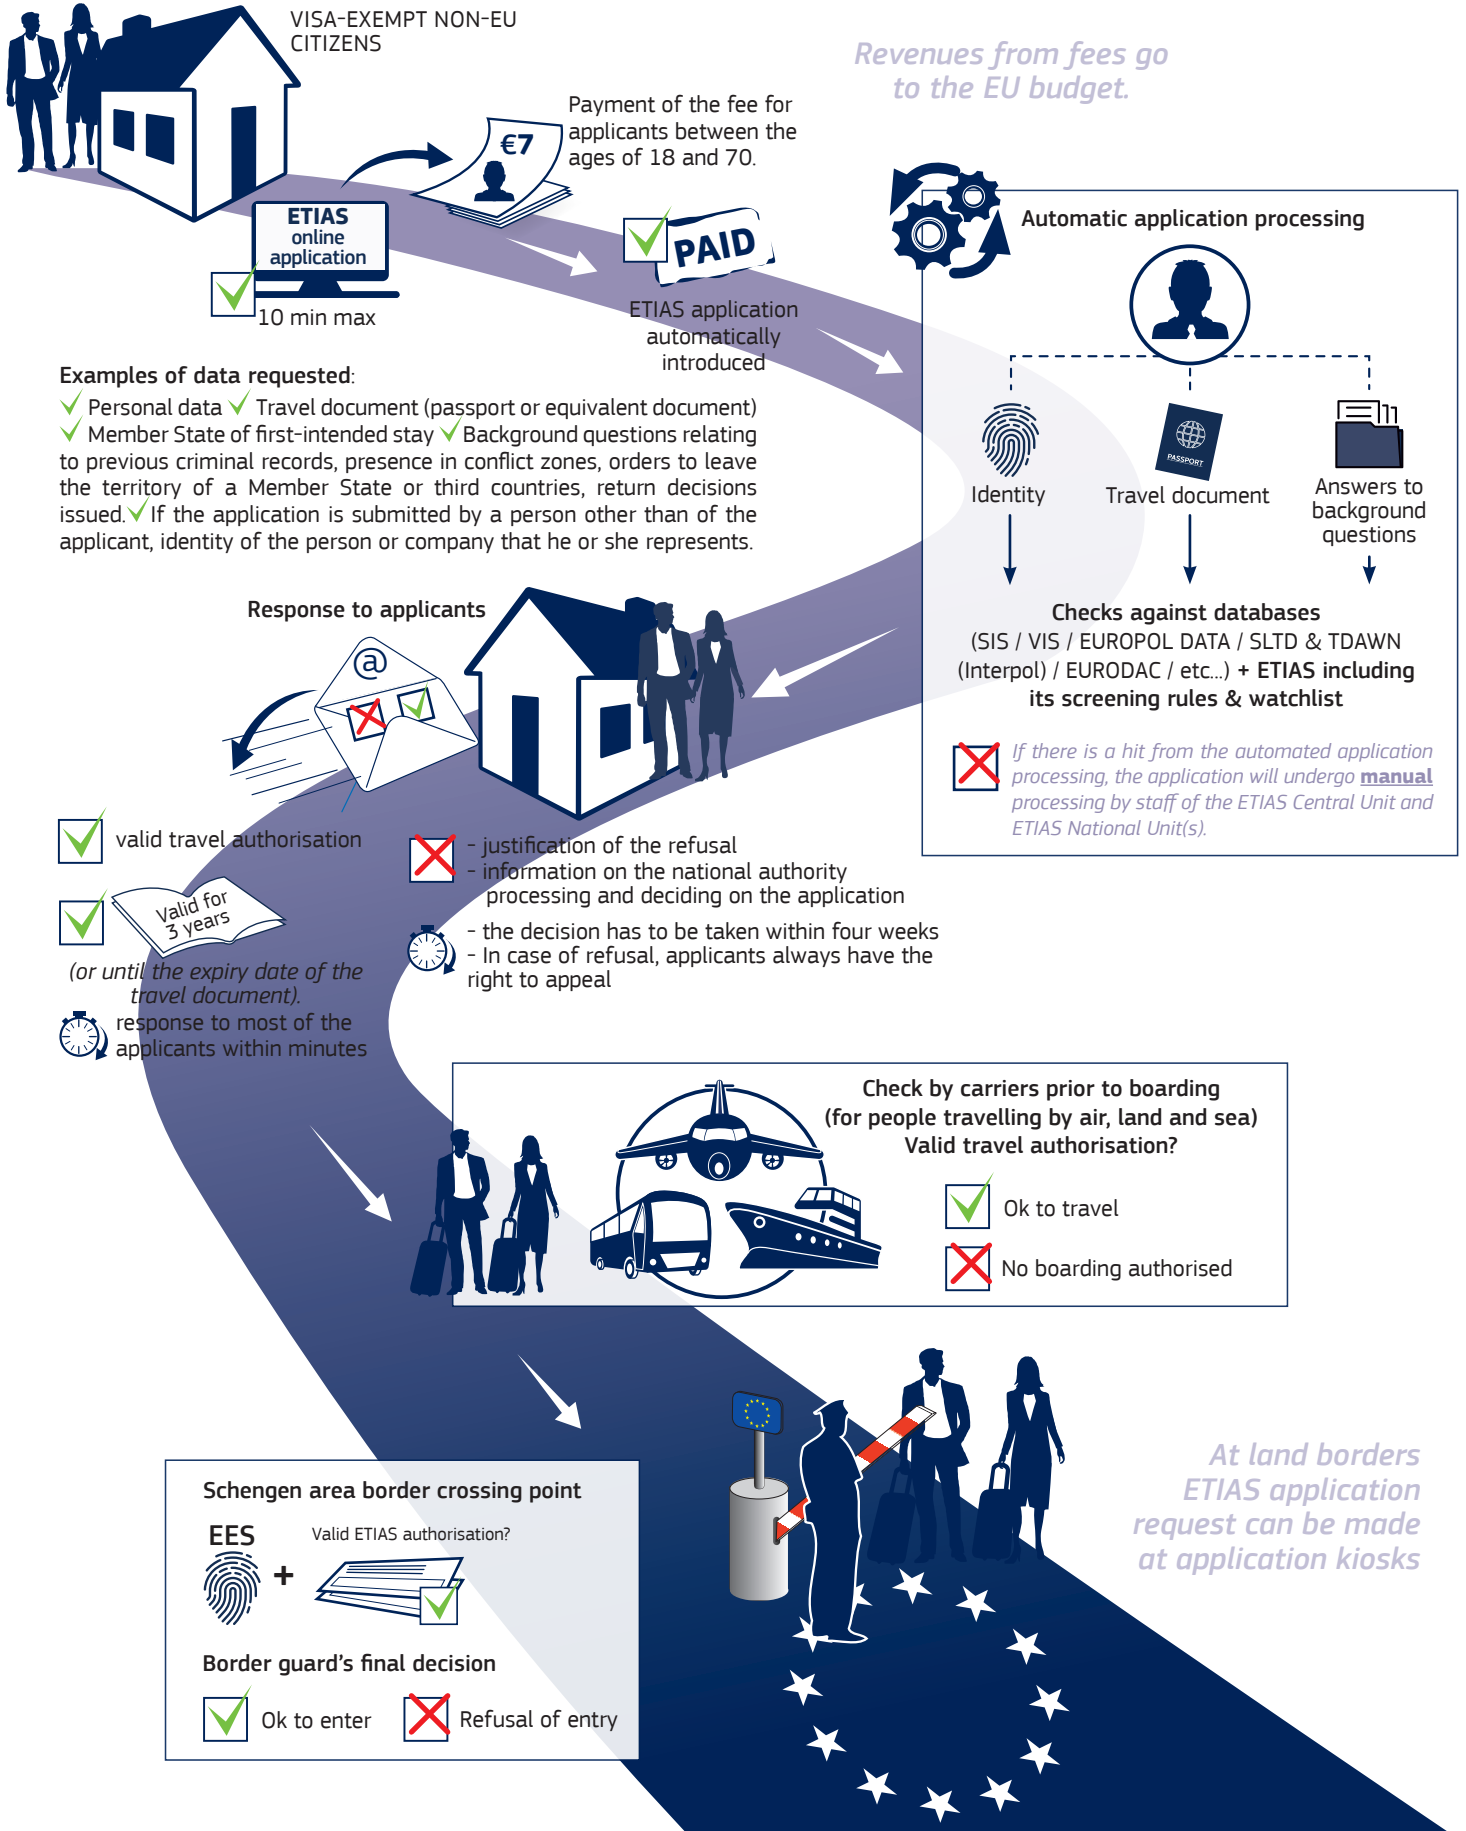 VISA-EXEMPT NON-EU
CITIZENS
Revenues from fees go
to the EU budget.
Payment of the fee for
applicants between the
ages of 18 and 70.
€7
ETIAS
online
application
10 min max
PAID
ETIAS application
automatically
introduced
Examples of data requested:
Personal data Travel document (passport or equivalent document)
Member State of first-intended stay Background questions relating
to previous criminal records, presence in conflict zones, orders to leave
the territory of a Member State or third countries, return decisions
issued. If the application is submitted by a person other than of the
applicant, identity of the person or company that he or she represents.
Automatic application processing
PASSPORT
Identity
Travel document
Answers to
background
questions
Checks against databases
(SIS / VIS / EUROPOL DATA / SLTD & TDAWN
(Interpol) / EURODAC / etc...) + ETIAS including
its screening rules & watchlist
If there is a hit from the automated application
processing, the application will undergo manual
processing by staff of the ETIAS Central Unit and
ETIAS National Unit(s).
Response to applicants
@
valid travel authorisation
Valid for
3 years
(or until the expiry date of the
travel document).
response to most of the
applicants within minutes
- justification of the refusal
- information on the national authority
processing and deciding on the application
- the decision has to be taken within four weeks
- In case of refusal, applicants always have the
right to appeal
Check by carriers prior to boarding
(for people travelling by air, land and sea)
Valid travel authorisation?
Ok to travel
No boarding authorised
At land borders
ETIAS application
request can be made
at application kiosks
Schengen area border crossing point
EES
+
Valid ETIAS authorisation?
Border guard's final decision
Ok to enter
Refusal of entry